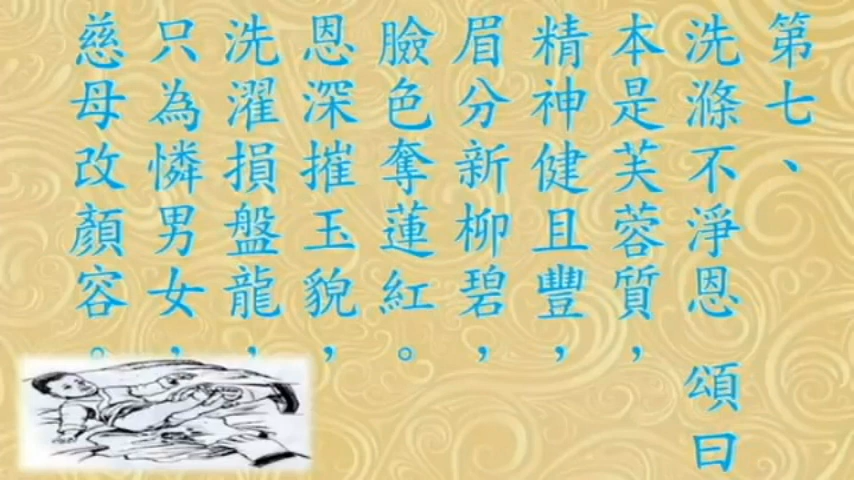 第七、
洗滌不淨恩 頌曰
本是芙蓉質，
精神健且豐，
眉分新柳碧，
臉色奪蓮紅。
恩深摧玉貌，
洗濯損盤龍，
只為憐男女，
慈母改顏容。